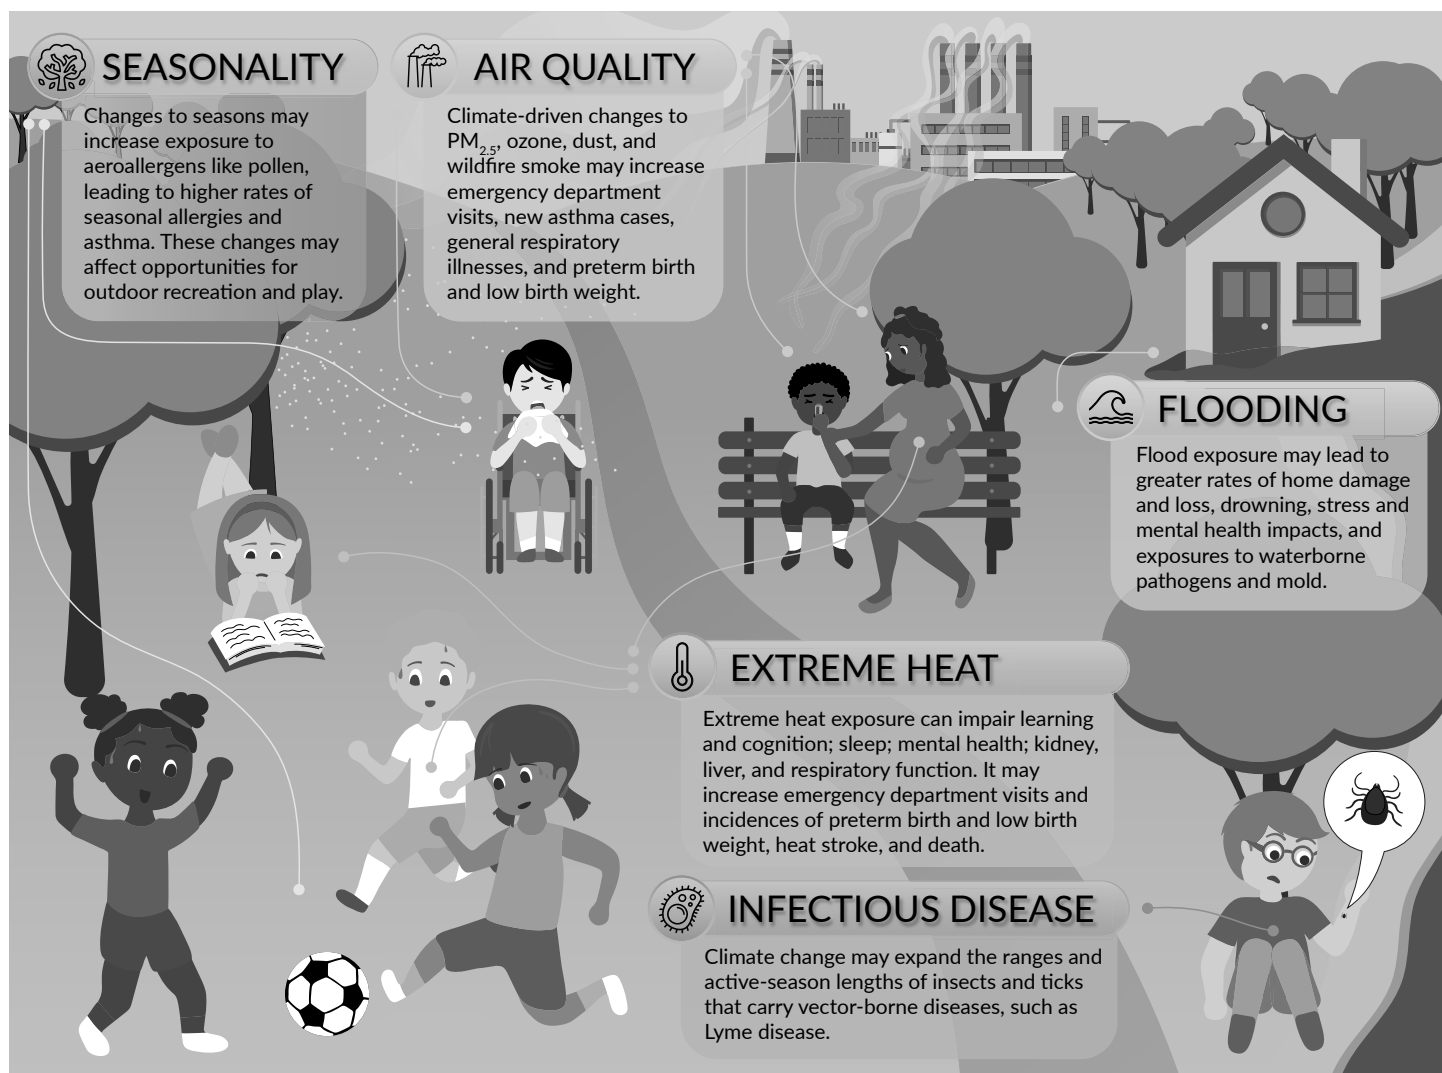 SEASONALITY
Changes to seasons may
increase exposure to
aeroallergens like pollen,
leading to higher rates of
seasonal allergies and
asthma. These changes may
affect opportunities for
outdoor recreation and play.
AIR QUALITY
Climate-driven changes to
PM2.5, ozone, dust, and
wildfire smoke may increase
emergency department
visits, new asthma cases,
general respiratory
illnesses, and preterm birth
and low birth weight.
FLOODING
Flood exposure may lead to
greater rates of home damage
and loss, drowning, stress and
mental health impacts, and
exposures to waterborne
pathogens and mold.
EXTREME HEAT
Extreme heat exposure can impair learning
and cognition; sleep; mental health; kidney,
liver, and respiratory function. It may
increase emergency department visits and
incidences of preterm birth and low birth
weight, heat stroke, and death.
INFECTIOUS DISEASE
Climate change may expand the ranges and
active-season lengths of insects and ticks
that carry vector-borne diseases, such as
Lyme disease.